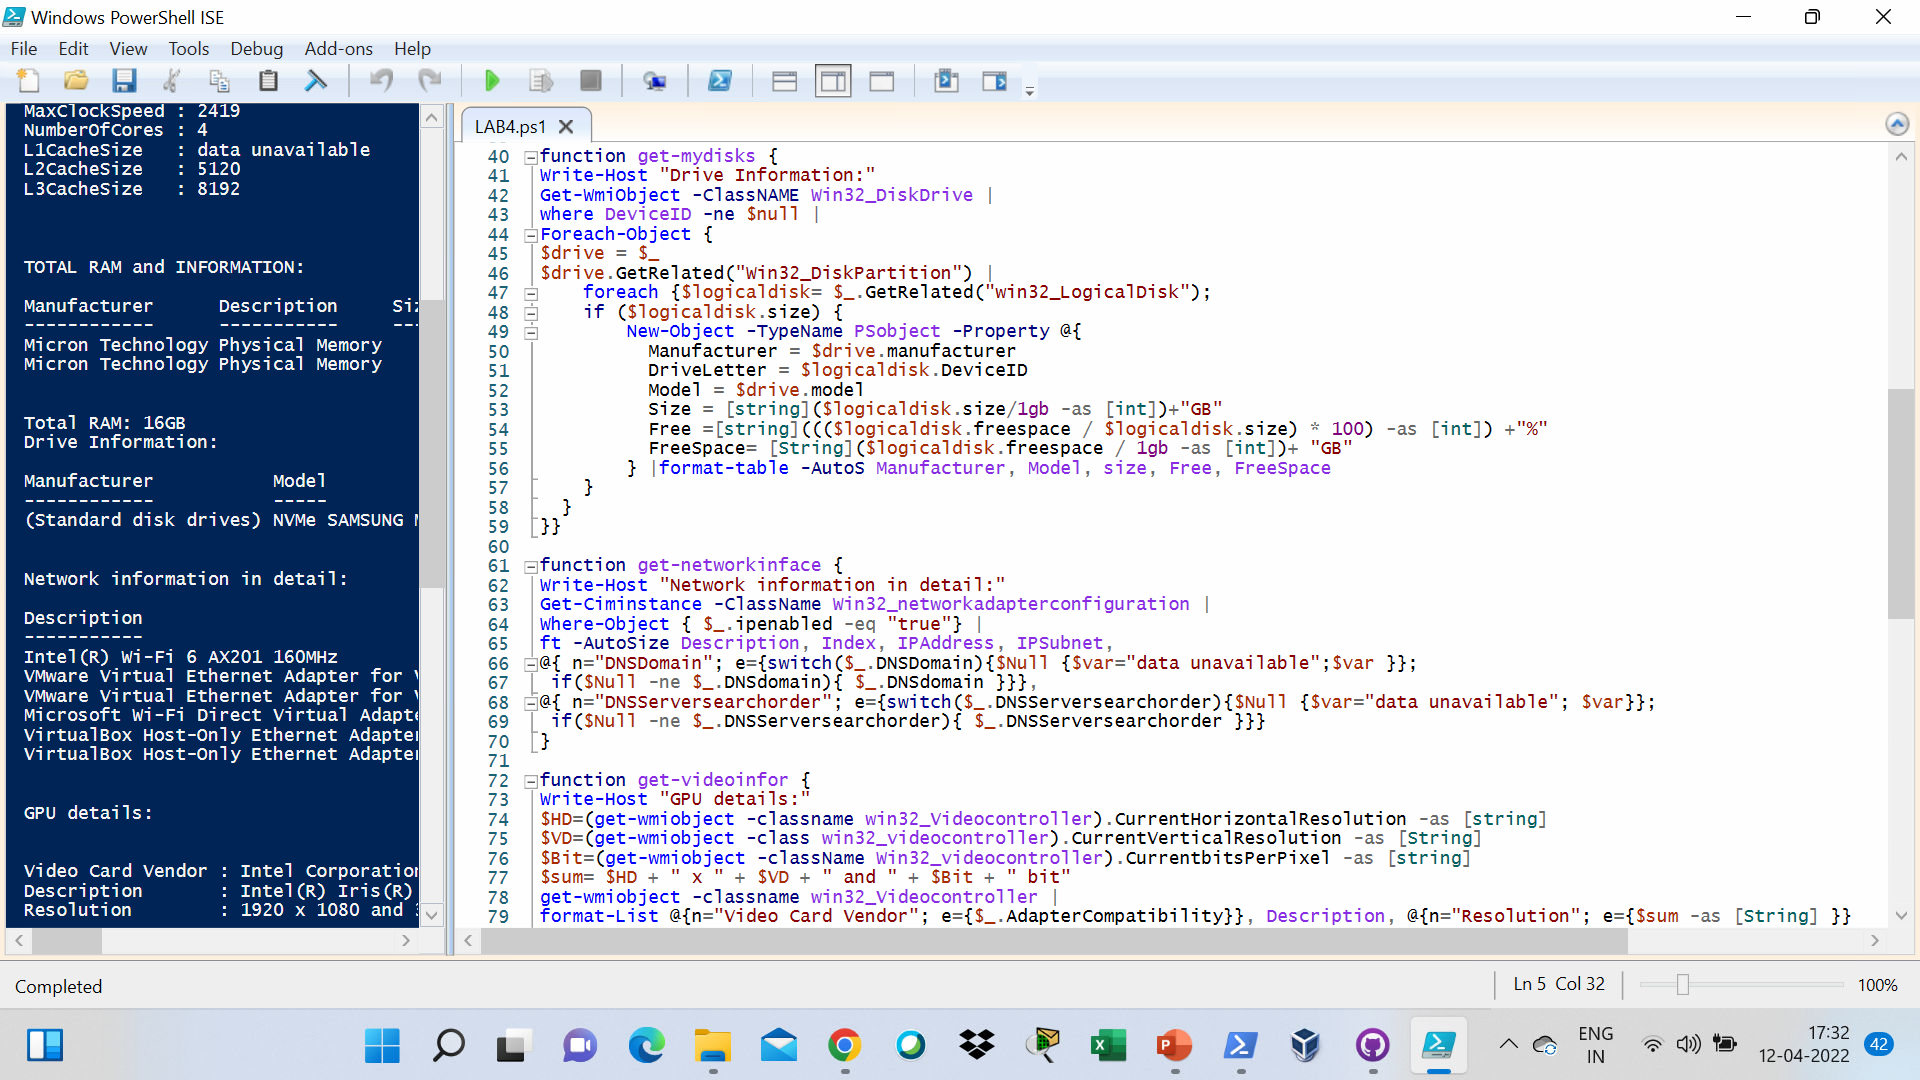 Windows PowerShell ISE
File Edit View Tools Debug Add-ons Help
MaxClockSpeed : 2419
NumberOfCores : 4
L1CacheSize : data unavailable
L2CacheSize : 5120
L3CacheSize : 8192
TOTAL RAM and INFORMATION:
Manufacturer Description Siz
------------ ----------- ---
Micron Technology Physical Memory
Micron Technology Physical Memory
Total RAM: 16GB
Drive Information:
Manufacturer Model
------------ -----
(Standard disk drives) NVMe SAMSUNG
Network information in detail:
Description
-----------
Intel(R) Wi-Fi 6 AX201 160MHz
VMware Virtual Ethernet Adapter for
VMware Virtual Ethernet Adapter for
Microsoft Wi-Fi Direct Virtual Adapte
VirtualBox Host-Only Ethernet Adapter
VirtualBox Host-Only Ethernet Adapter
GPU details:
Video Card Vendor : Intel Corporation
Description : Intel(R) Iris(R)
Resolution : 1920 x 1080 and
LAB4.ps1
40 function get-mydisks {
41 Write-Host "Drive Information:"
42 Get-WmiObject -ClassNAME Win32_DiskDrive |
43 where DeviceID -ne $null |
44 Foreach-Object {
45 $drive = $_
46 $drive.GetRelated("Win32_DiskPartition") |
47 foreach {$logicaldisk= $_.GetRelated("win32_LogicalDisk");
48 if ($logicaldisk.size) {
49 New-Object -TypeName PSobject -Property @{
50 Manufacturer = $drive.manufacturer
51 DriveLetter = $logicaldisk.DeviceID
52 Model = $drive.model
53 Size = [string]($logicaldisk.size/1gb -as [int])+"GB"
54 Free =[string]((($logicaldisk.freespace / $logicaldisk.size) * 100) -as [int]) +"%"
55 FreeSpace= [String]($logicaldisk.freespace / 1gb -as [int])+ "GB"
56 } |format-table -AutoS Manufacturer, Model, size, Free, FreeSpace
57 }
58 }
59 }}
60
61 function get-networkinface {
62 Write-Host "Network information in detail:"
63 Get-Ciminstance -ClassName Win32_networkadapterconfiguration |
64 Where-Object { $_.ipenabled -eq "true"} |
65 ft -AutoSize Description, Index, IPAddress, IPSubnet,
66 @{ n="DNSDomain"; e={switch($_.DNSDomain){$Null {$var="data unavailable";$var }};
67 if($Null -ne $_.DNSdomain){ $_.DNSdomain }}},
68 @{ n="DNSServersearchorder"; e={switch($_.DNSServersearchorder){$Null {$var="data unavailable"; $var}};
69 if($Null -ne $_.DNSServersearchorder){ $_.DNSServersearchorder }}}
70 }
71
72 function get-videoinfor {
73 Write-Host "GPU details:"
74 $HD=(get-wmiobject -classname win32_Videocontroller).CurrentHorizontalResolution -as [string]
75 $VD=(get-wmiobject -class win32_videocontroller).CurrentVerticalResolution -as [String]
76 $Bit=(get-wmiobject -className Win32_videocontroller).CurrentbitsPerPixel -as [string]
77 $sum= $HD + " x " + $VD + " and " + $Bit + " bit"
78 get-wmiobject -classname win32_Videocontroller |
79 format-List @{n="Video Card Vendor"; e={$_.AdapterCompatibility}}, Description, @{n="Resolution"; e={$sum -as [String] }}
Completed
Ln 5 Col 32
100%
ENG
IN
17:32
12-04-2022
42